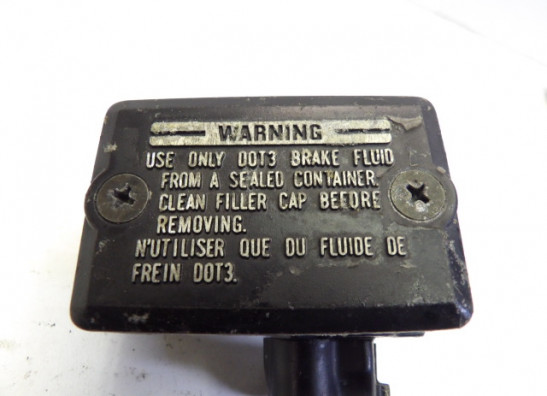 WARNING
USE ONLY DOT3 BRAKE FLUID
FROM A SEALED CONTAINER.
CLEAN FILLER CAP BEFORE
REMOVING.
N'UTILISER QUE DU FLUIDE DE
FREIN DOT3.